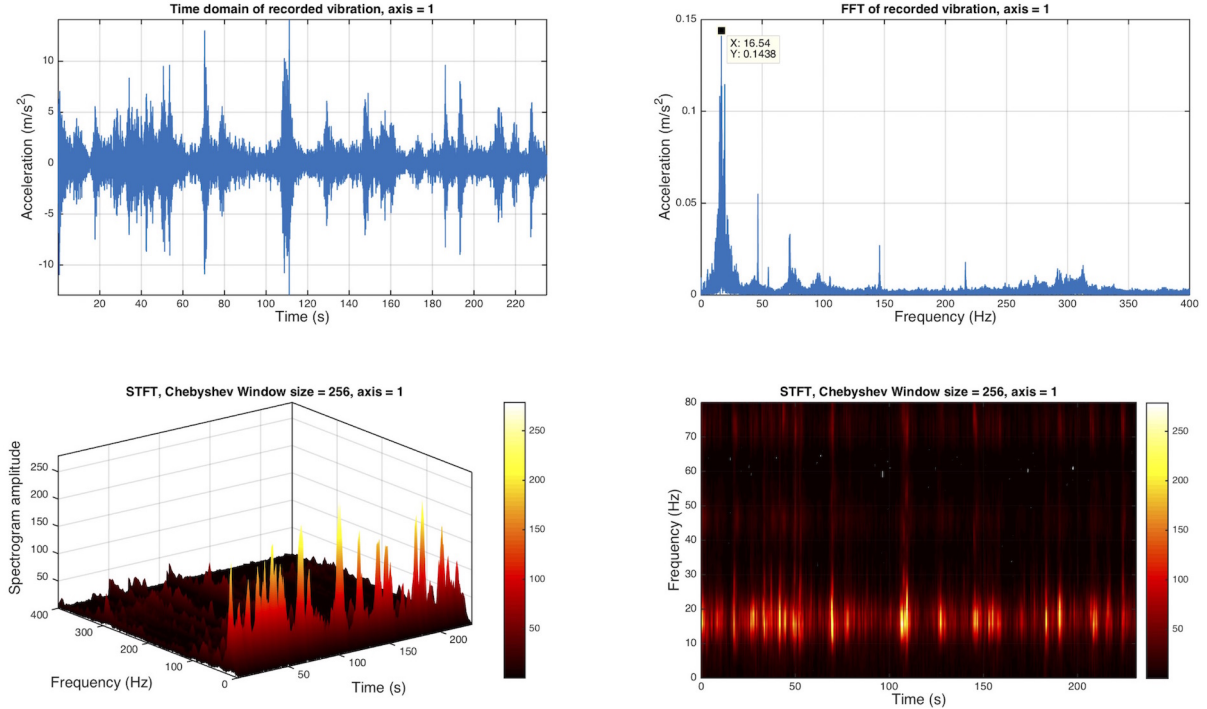 Time domain of recorded vibration, axis = 1
Acceleration (m/s²)
10
5
0
-5
-10
20 40 60 80 100 120 140 160 180 200 220
Time (s)
FFT of recorded vibration, axis = 1
Acceleration (m/s²)
0.15
0.1
0.05
0
X: 16.54
Y: 0.1438
0 50 100 150 200 250 300 350 400
Frequency (Hz)
STFT, Chebyshev Window size = 256, axis = 1
Spectrogram amplitude
250
200
150
100
50
400
300
200
100
0
Frequency (Hz)
50
100
150
200
Time (s)
250
200
150
100
50
STFT, Chebyshev Window size = 256, axis = 1
Frequency (Hz)
80
70
60
50
40
30
20
10
0
0 50 100 150 200
Time (s)
250
200
150
100
50